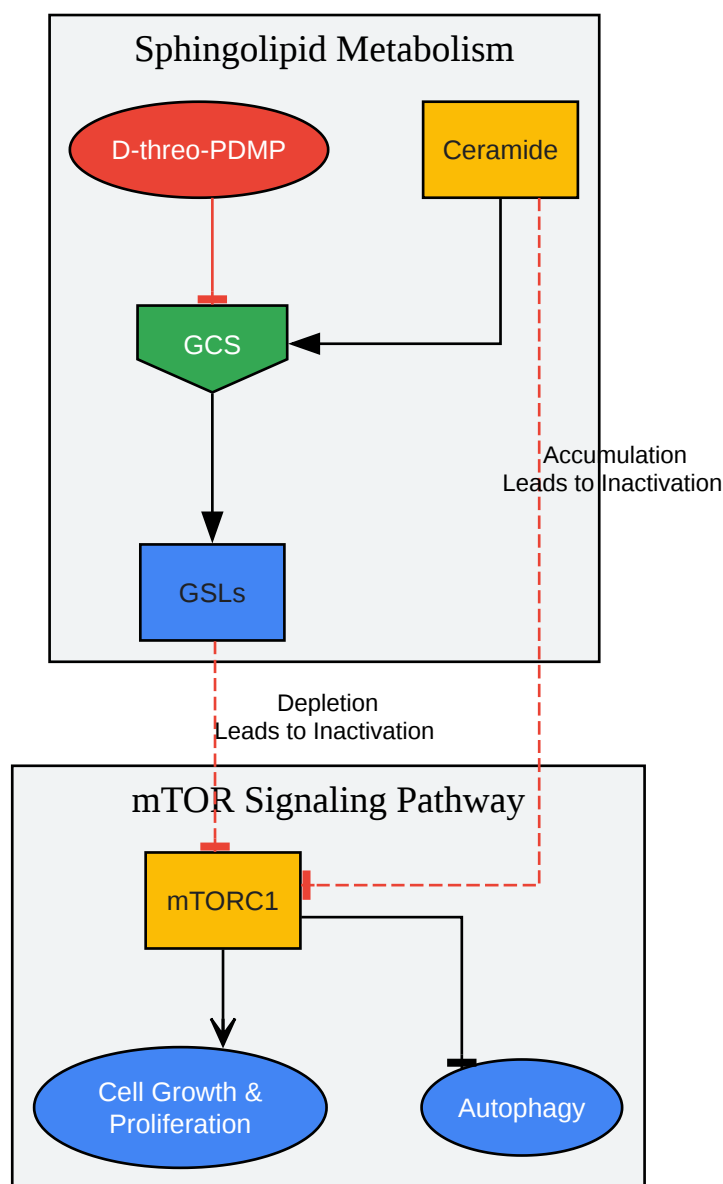 Sphingolipid Metabolism
D-threo-PDMP
Ceramide
GCS
Accumulation
Leads to Inactivation
GSLs
Depletion
Leads to Inactivation
mTOR Signaling Pathway
mTORC1
Cell Growth &
Proliferation
Autophagy